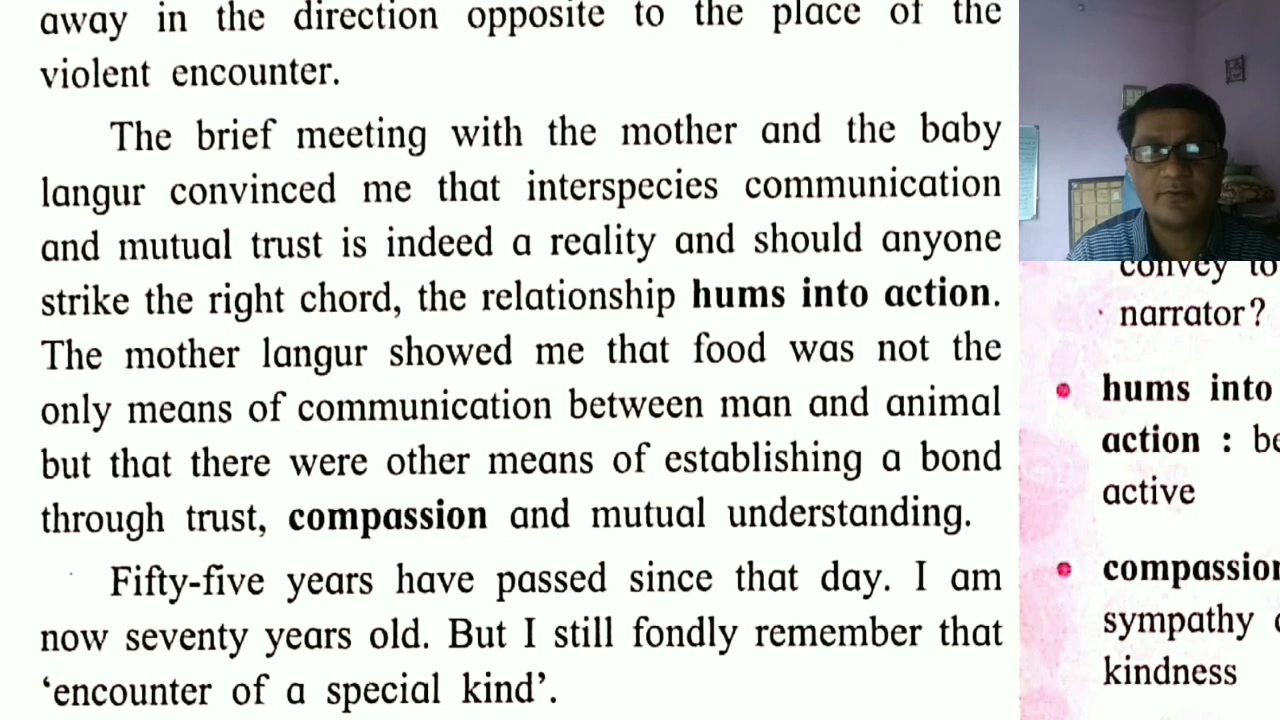 away in the direction opposite to the place of the
violent encounter.
The brief meeting with the mother and the baby
langur convinced me that interspecies communication
and mutual trust is indeed a reality and should anyone
strike the right chord, the relationship hums into action.
The mother langur showed me that food was not the
only means of communication between man and animal
but that there were other means of establishing a bond
through trust, compassion and mutual understanding.
Fifty-five years have passed since that day. I am
now seventy years old. But I still fondly remember that
‘encounter of a special kind’.
convey to
narrator?
hums into
action : be
active
compassion
sympathy
kindness